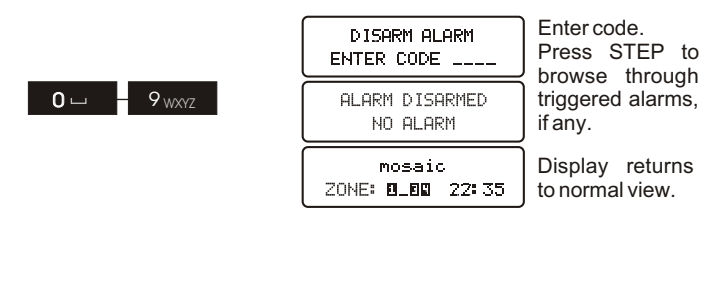 DISARM ALARM
ENTER CODE ____
Enter code.
Press STEP to
browse through
triggered alarms,
if any.
0 ⌴ 9 WXYZ
ALARM DISARMED
NO ALARM
mosaic
ZONE: 1_34 22:35
Display returns
to normal view.